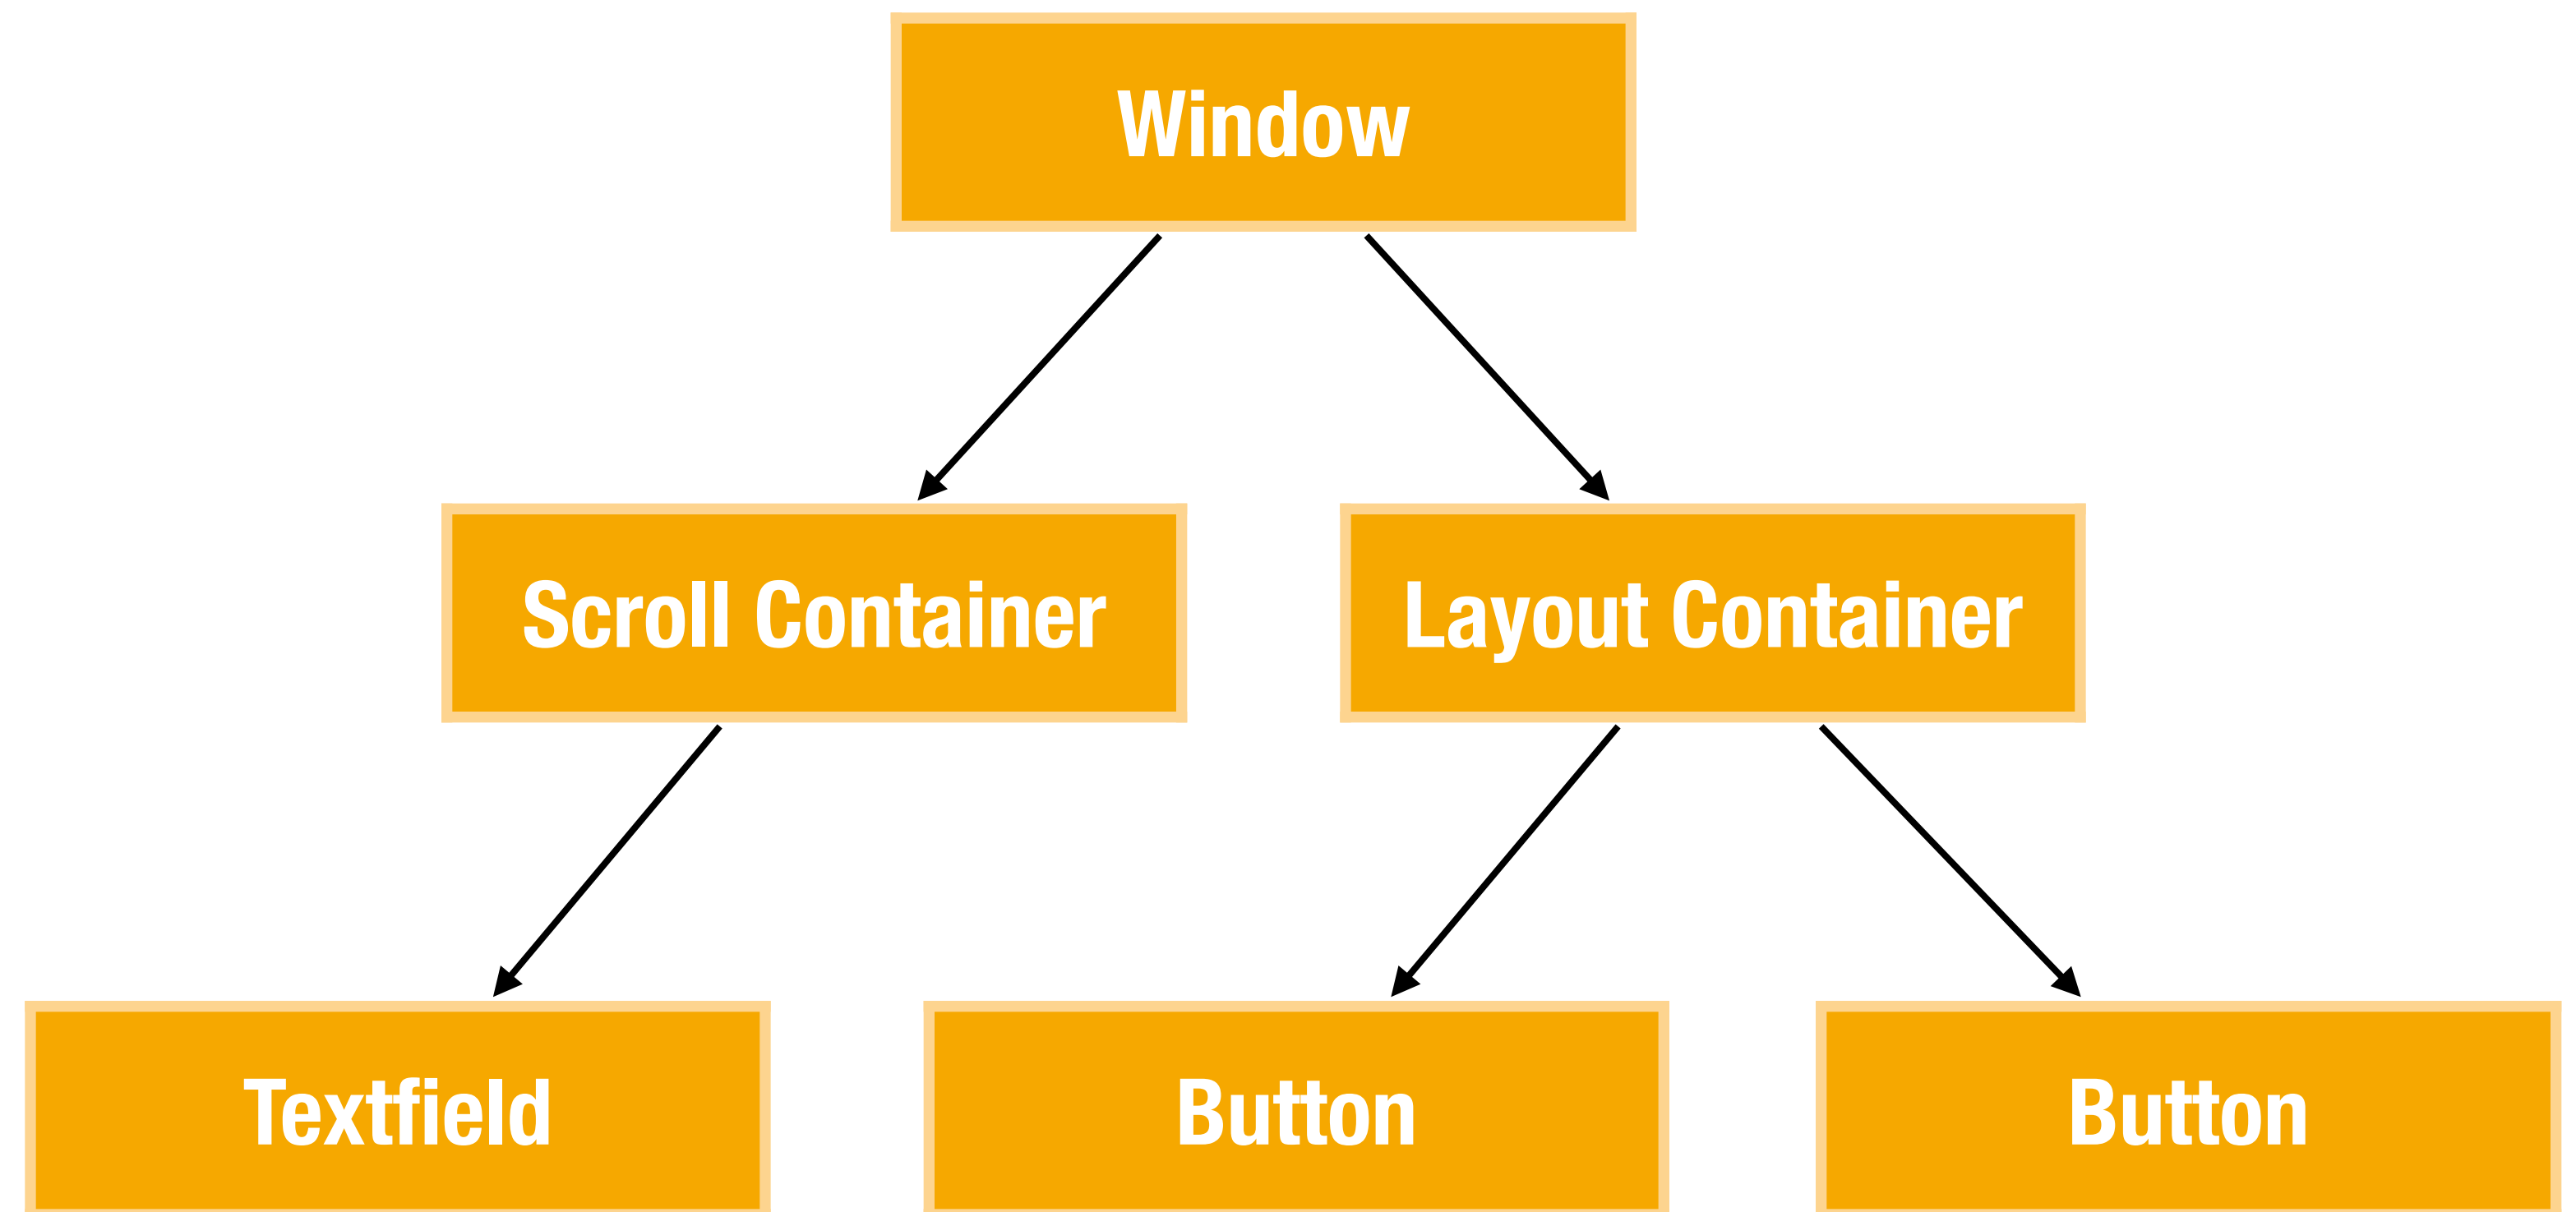 Window
Scroll Container
Layout Container
Textfield
Button
Button